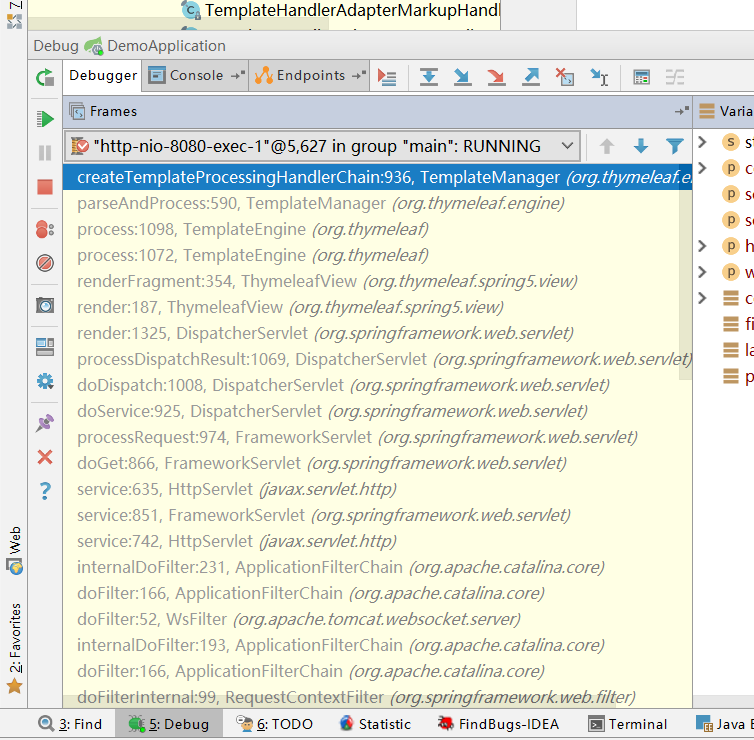 TemplateHandlerAdapterMarkupHandl
Debug DemoApplication
Debugger Console Endpoints
Frames Varia
"http-nio-8080-exec-1"@5,627 in group "main": RUNNING
createTemplateProcessingHandlerChain:936, TemplateManager (org.thymeleaf.e
parseAndProcess:590, TemplateManager (org.thymeleaf.engine)
process:1098, TemplateEngine (org.thymeleaf)
process:1072, TemplateEngine (org.thymeleaf)
renderFragment:354, ThymeleafView (org.thymeleaf.spring5.view)
render:187, ThymeleafView (org.thymeleaf.spring5.view)
render:1325, DispatcherServlet (org.springframework.web.servlet)
processDispatchResult:1069, DispatcherServlet (org.springframework.web.servlet)
doDispatch:1008, DispatcherServlet (org.springframework.web.servlet)
doService:925, DispatcherServlet (org.springframework.web.servlet)
processRequest:974, FrameworkServlet (org.springframework.web.servlet)
doGet:866, FrameworkServlet (org.springframework.web.servlet)
service:635, HttpServlet (javax.servlet.http)
service:851, FrameworkServlet (org.springframework.web.servlet)
service:742, HttpServlet (javax.servlet.http)
internalDoFilter:231, ApplicationFilterChain (org.apache.catalina.core)
doFilter:166, ApplicationFilterChain (org.apache.catalina.core)
doFilter:52, WsFilter (org.apache.tomcat.websocket.server)
internalDoFilter:193, ApplicationFilterChain (org.apache.catalina.core)
doFilter:166, ApplicationFilterChain (org.apache.catalina.core)
doFilterInternal:99, RequestContextFilter (org.springframework.web.filter)
Web
2: Favorites
3: Find 5: Debug 6: TODO Statistic FindBugs-IDEA Terminal Java E